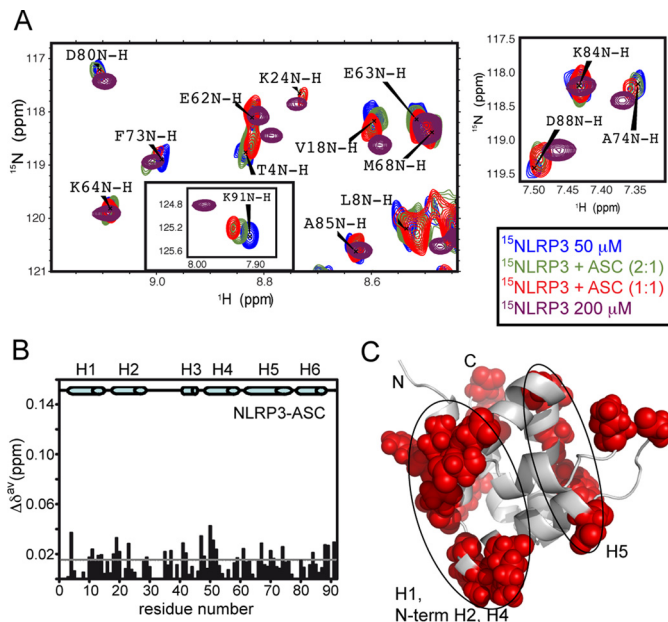 A
117
118
119
120
121
¹⁵N (ppm)
D80N-H
K24N-H
E62N-H
E63N-H
F73N-H
V18N-H
T4N-H
M68N-H
K64N-H
K91N-H
L8N-H
A85N-H
124.8
125.2
125.6
8.00
7.90
9.0
8.8
8.6
¹H (ppm)
117.5
118.5
119.5
¹⁵N (ppm)
K84N-H
D88N-H
A74N-H
7.50
7.45
7.40
7.35
¹H (ppm)
¹⁵NLRP3 50 µM
¹⁵NLRP3 + ASC (2:1)
¹⁵NLRP3 + ASC (1:1)
¹⁵NLRP3 200 µM
B
H1 H2 H3 H4 H5 H6
NLRP3-ASC
0.14
0.10
0.06
0.02
Δδᵃᵛ (ppm)
0 10 20 30 40 50 60 70 80 90
residue number
C
N
C
H5
H1,
N-term H2, H4